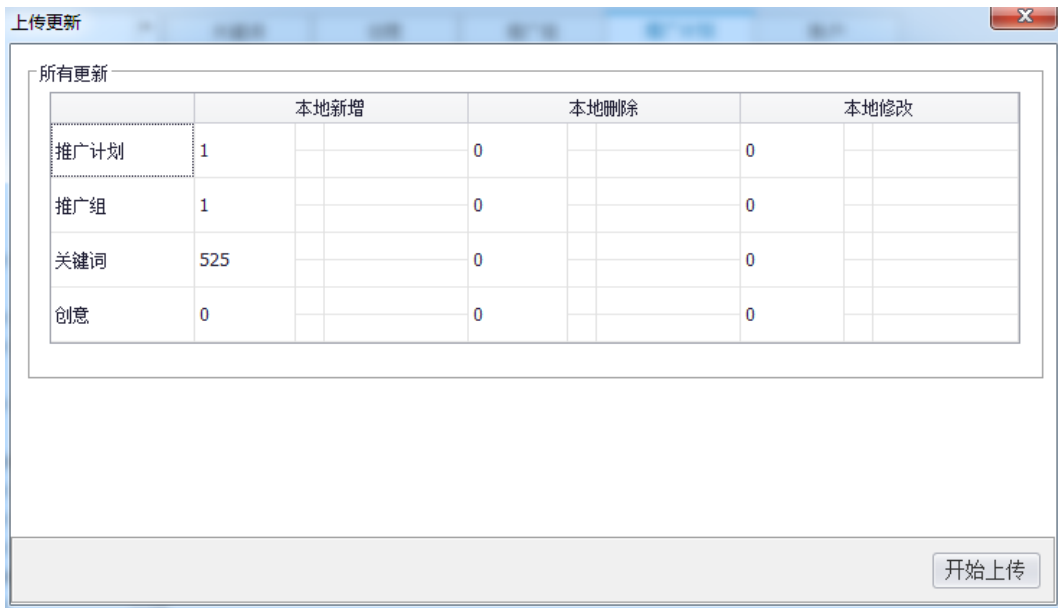 上传更新
所有更新
本地新增 本地删除 本地修改
推广计划 1 0 0
推广组 1 0 0
关键词 525 0 0
创意 0 0 0
开始上传